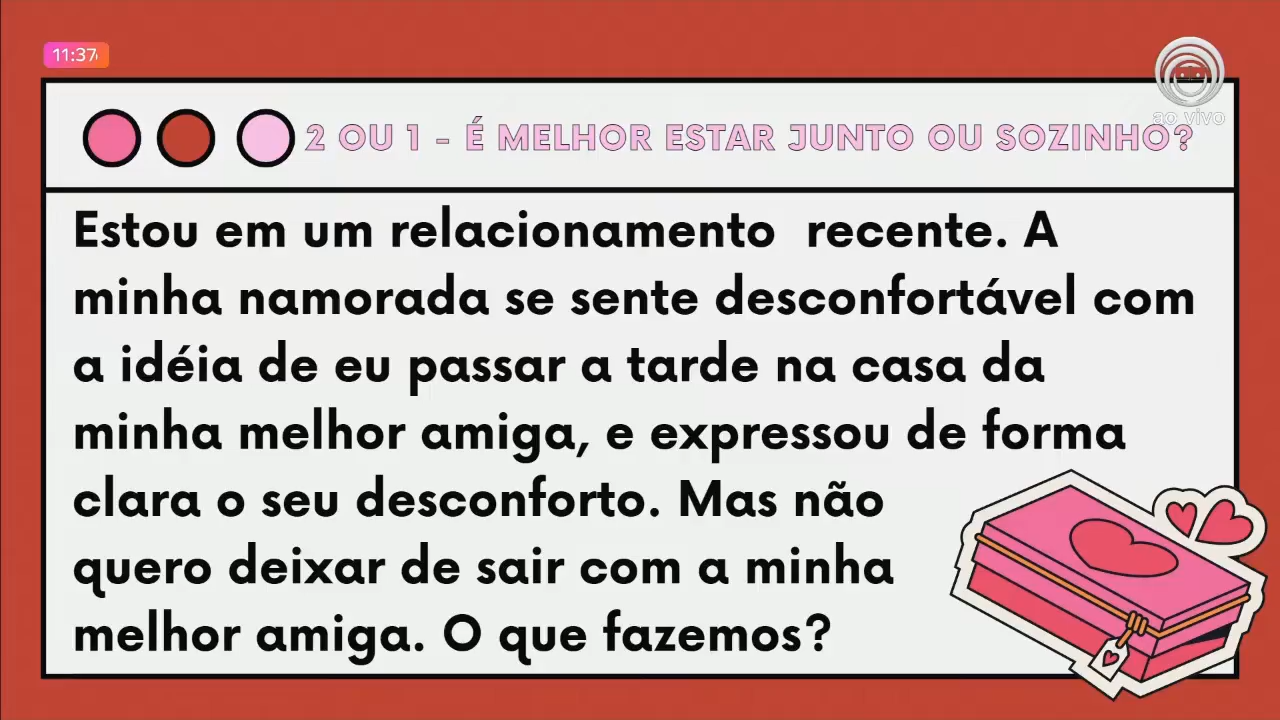 11:37
ao vivo
2 OU 1 - É MELHOR ESTAR JUNTO OU SOZINHO?
Estou em um relacionamento recente. A
minha namorada se sente desconfortável com
a idéia de eu passar a tarde na casa da
minha melhor amiga, e expressou de forma
clara o seu desconforto. Mas não
quero deixar de sair com a minha
melhor amiga. O que fazemos?